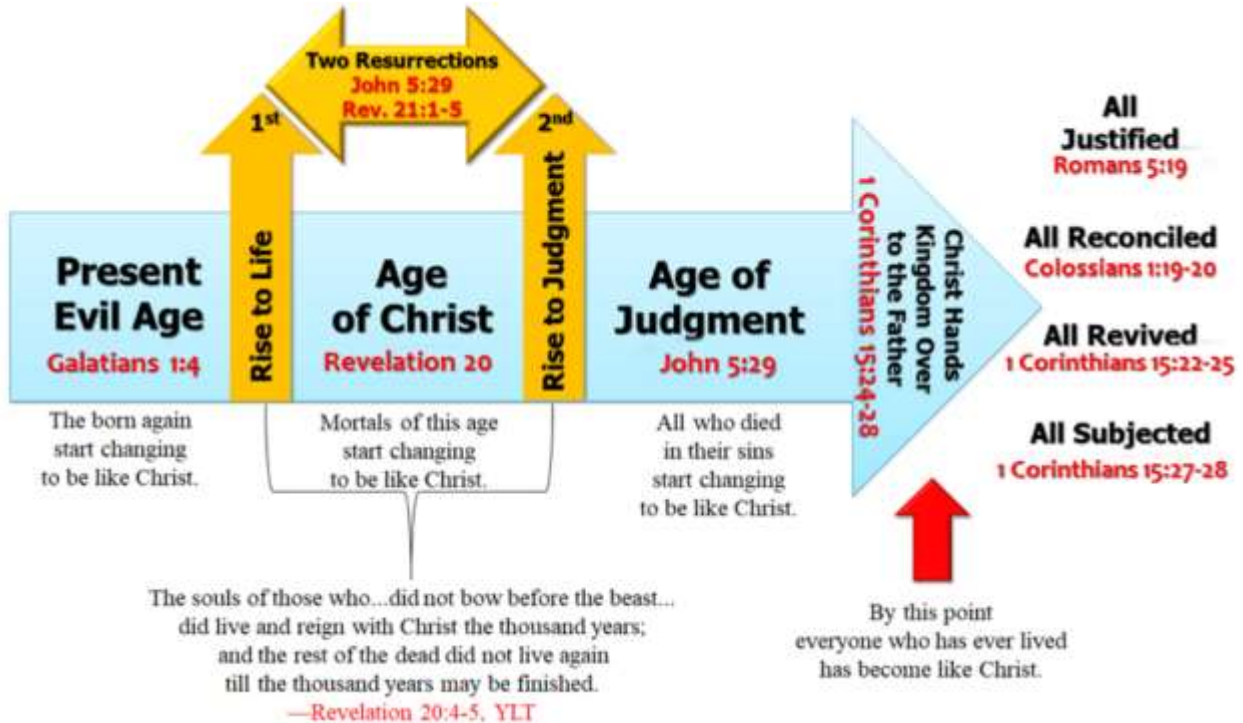 Two Resurrections
John 5:29
Rev. 21:1-5
1st
2nd
Rise to Life
Rise to Judgment
Present
Evil Age
Galatians 1:4
Age
of Christ
Revelation 20
Age of
Judgment
John 5:29
Christ Hands
Kingdom Over
to the Father
1 Corinthians 15:24-28
All
Justified
Romans 5:19
All Reconciled
Colossians 1:19-20
All Revived
1 Corinthians 15:22-25
All Subjected
1 Corinthians 15:27-28
The born again
start changing
to be like Christ.
Mortals of this age
start changing
to be like Christ.
All who died
in their sins
start changing
to be like Christ.
The souls of those who...did not bow before the beast...
did live and reign with Christ the thousand years;
and the rest of the dead did not live again
till the thousand years may be finished.
—Revelation 20:4-5, YLT
By this point
everyone who has ever lived
has become like Christ.